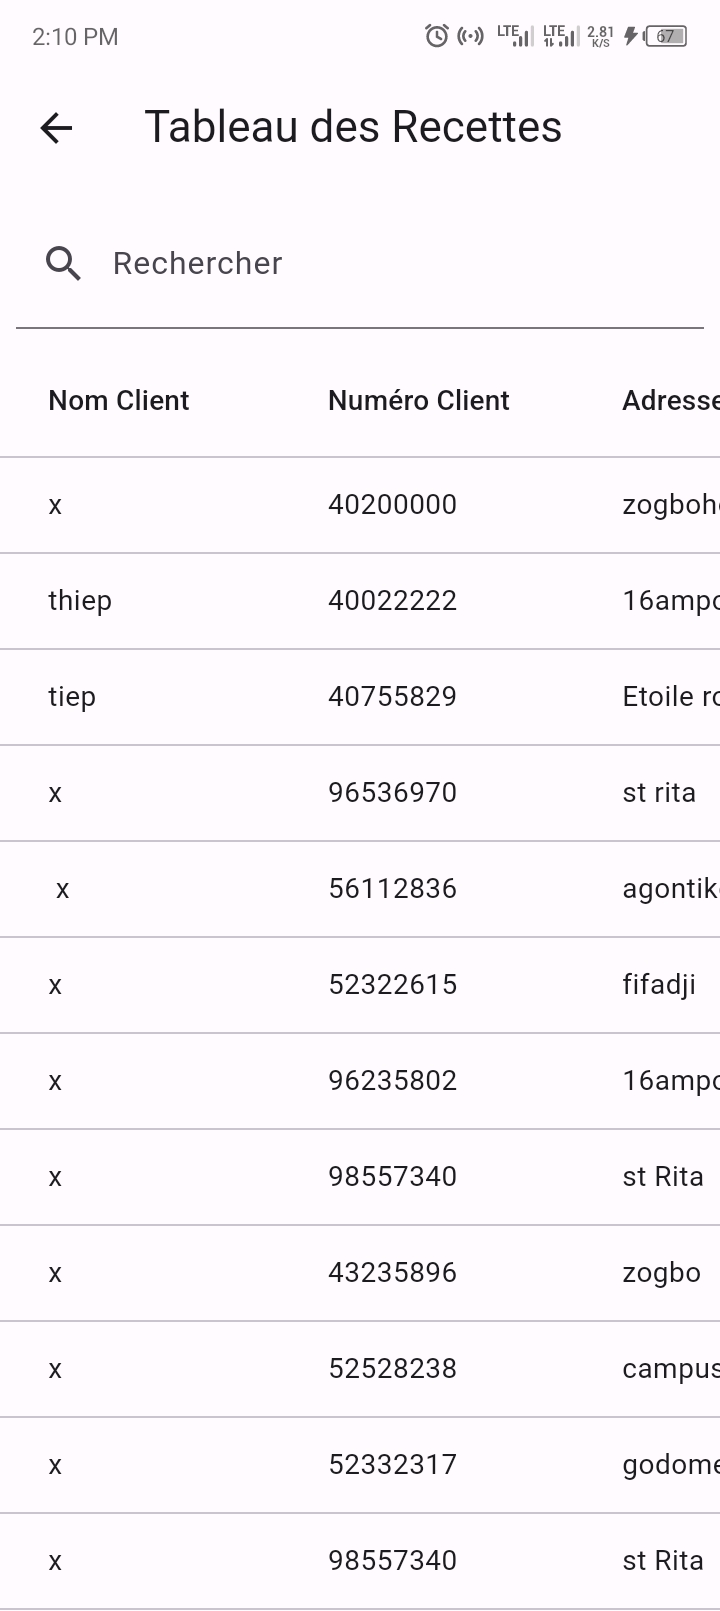 2:10 PM LTE LTE 2.81 K/S 67
Tableau des Recettes
Rechercher
Nom Client Numéro Client Adresse
x 40200000 zogboh
thiep 40022222 16ampo
tiep 40755829 Etoile ro
x 96536970 st rita
x 56112836 agontik
x 52322615 fifadji
x 96235802 16ampo
x 98557340 st Rita
x 43235896 zogbo
x 52528238 campus
x 52332317 godome
x 98557340 st Rita